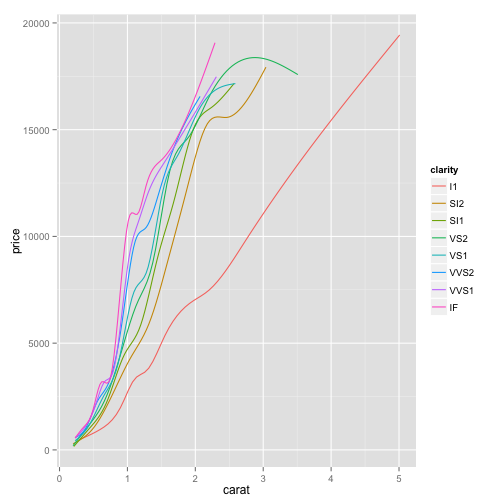 20000
15000
10000
5000
0
price
0
1
2
3
4
5
carat
clarity
I1
SI2
SI1
VS2
VS1
VVS2
VVS1
IF